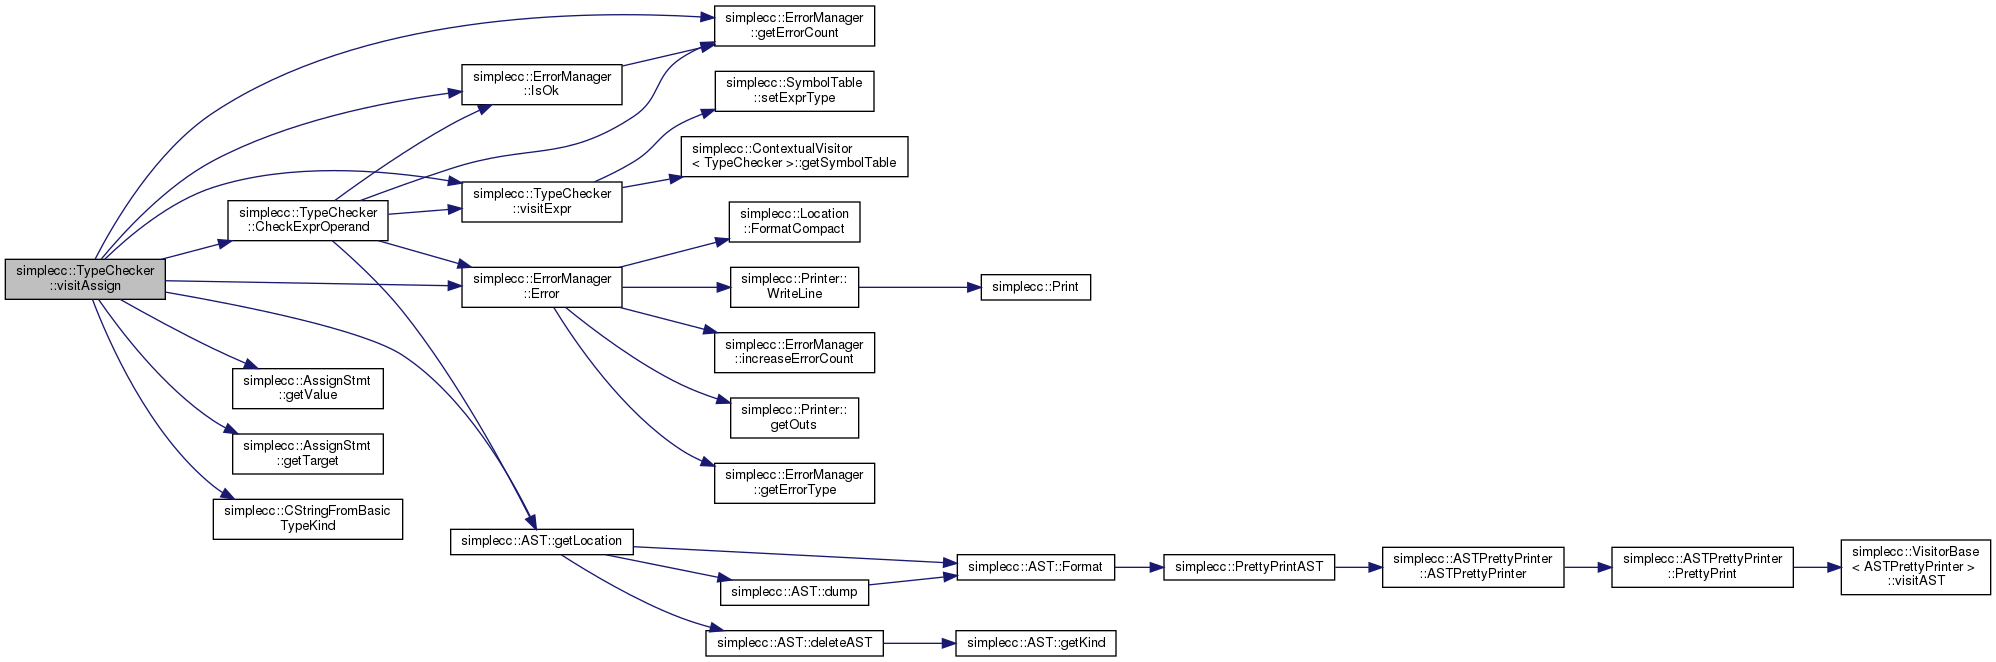 simplecc::TypeChecker
::visitAssign
simplecc::TypeChecker
::CheckExprOperand
simplecc::AssignStmt
::getValue
simplecc::AssignStmt
::getTarget
simplecc::CStringFromBasic
TypeKind
simplecc::ErrorManager
::IsOk
simplecc::TypeChecker
::visitExpr
simplecc::ErrorManager
::Error
simplecc::AST::getLocation
simplecc::ErrorManager
::getErrorCount
simplecc::SymbolTable
::setExprType
simplecc::ContextualVisitor
< TypeChecker >::getSymbolTable
simplecc::Location
::FormatCompact
simplecc::Printer::
WriteLine
simplecc::ErrorManager
::increaseErrorCount
simplecc::Printer::
getOuts
simplecc::ErrorManager
::getErrorType
simplecc::AST::dump
simplecc::AST::deleteAST
simplecc::Print
simplecc::AST::Format
simplecc::AST::getKind
simplecc::PrettyPrintAST
simplecc::ASTPrettyPrinter
::ASTPrettyPrinter
simplecc::ASTPrettyPrinter
::PrettyPrint
simplecc::VisitorBase
< ASTPrettyPrinter >
::visitAST